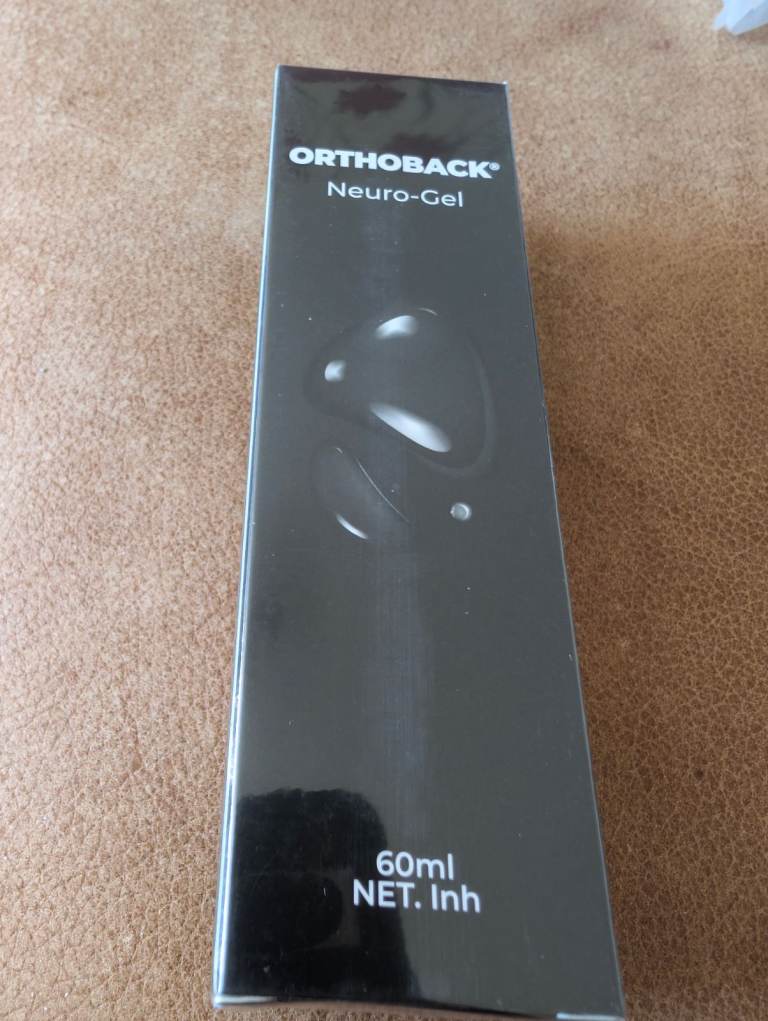 ORTHOBACK®
Neuro-Gel
60ml
NET. Inh